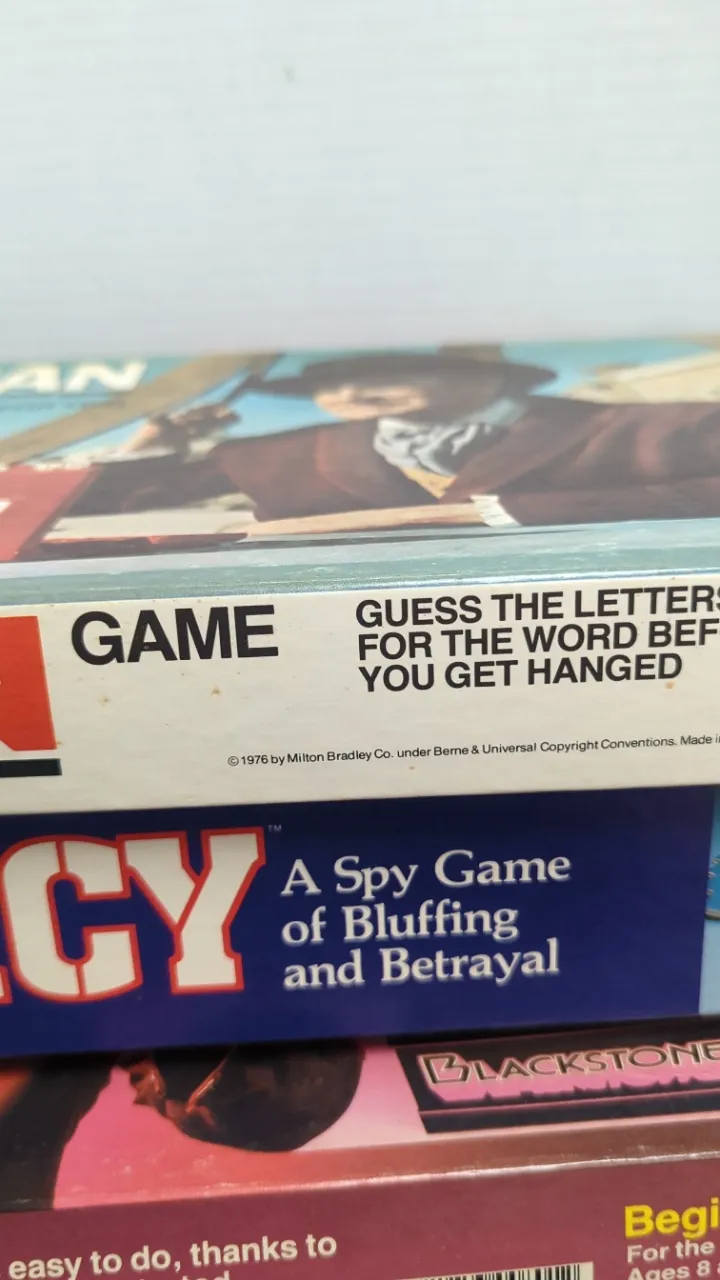 AN
GAME
GUESS THE LETTERS
FOR THE WORD BEF
YOU GET HANGED
©1976 by Milton Bradley Co. under Berne & Universal Copyright Conventions. Made i
CY™
A Spy Game
of Bluffing
and Betrayal
BLACKSTONE
easy to do, thanks to
Begi
For the
Ages 8